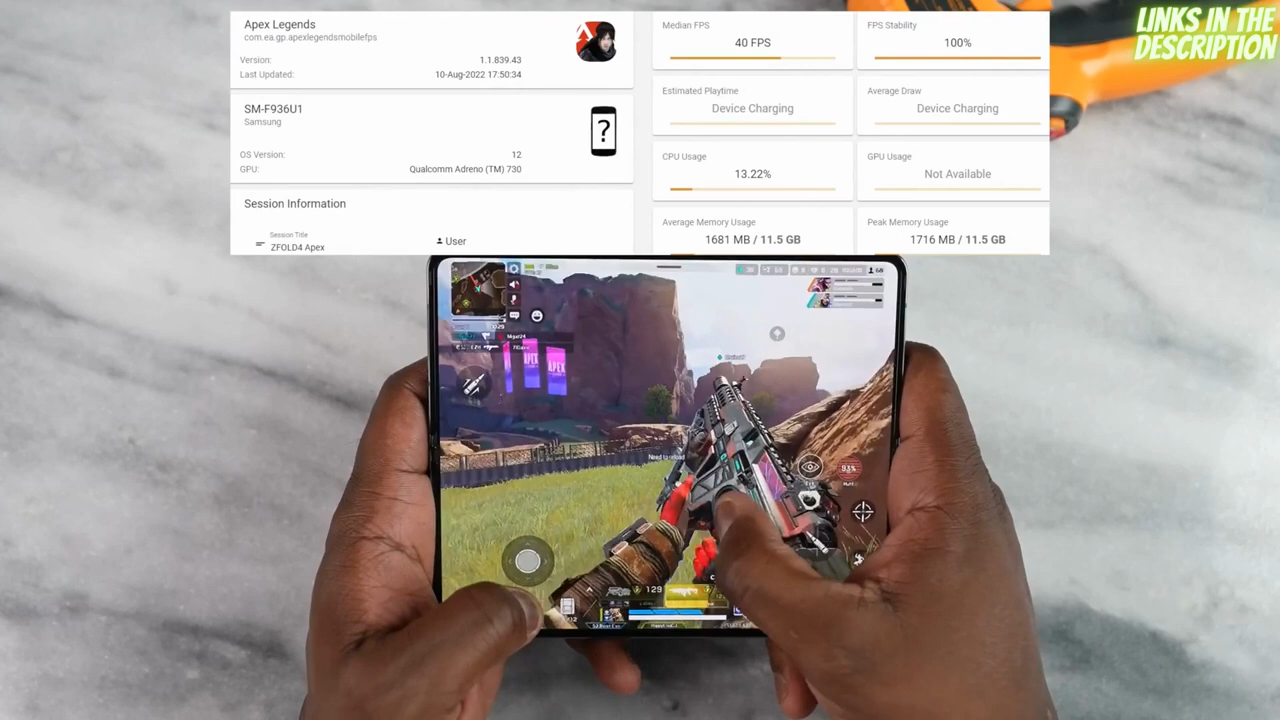 LINKS IN THE
DESCRIPTION
Apex Legends
com.ea.gp.apexlegendsmobilefps
Version:
1.1.839.43
Last Updated:
10-Aug-2022 17:50:34
SM-F936U1
Samsung
?
OS Version:
12
GPU:
Qualcomm Adreno (TM) 730
Session Information
Session Title
ZFOLD4 Apex
User
Median FPS
40 FPS
FPS Stability
100%
Estimated Playtime
Device Charging
Average Draw
Device Charging
CPU Usage
13.22%
GPU Usage
Not Available
Average Memory Usage
1681 MB / 11.5 GB
Peak Memory Usage
1716 MB / 11.5 GB
68
APEX
APEX
Need to reload
93%
129